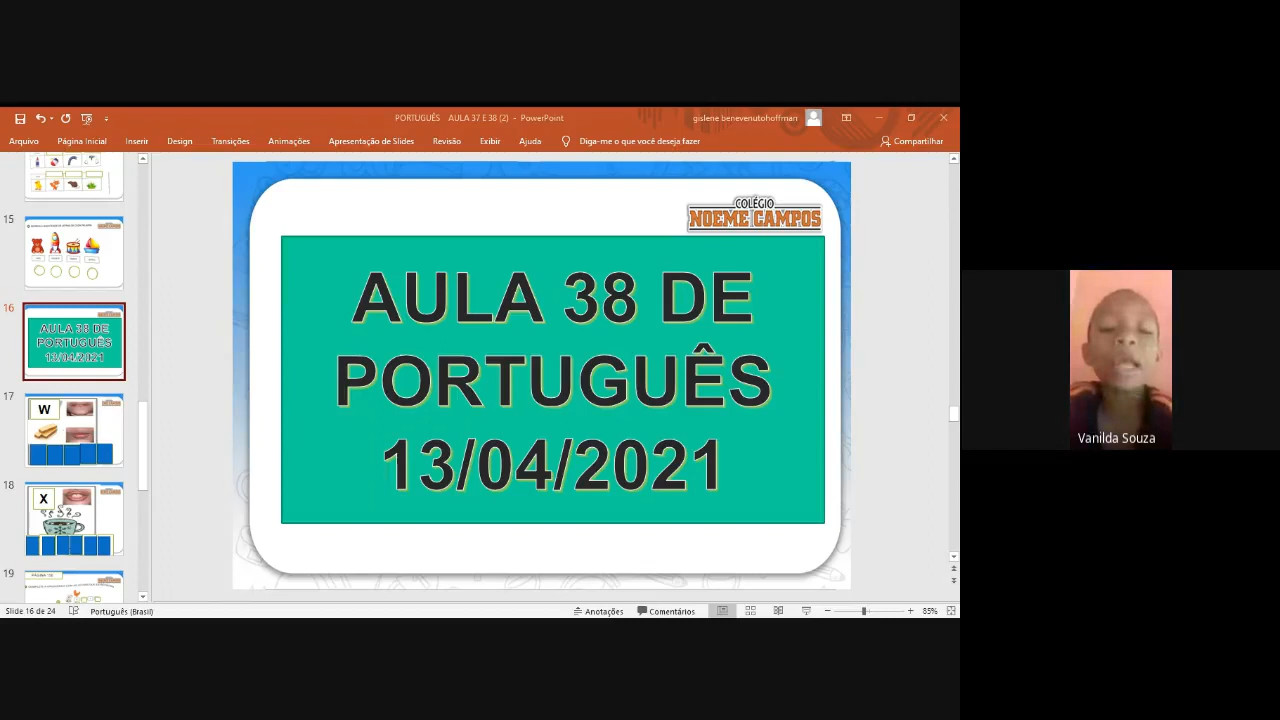 PORTUGUÊS AULA 37 E 38 (2) - PowerPoint
gislene benevenutohoffman
Arquivo Página Inicial Inserir Design Transições Animações Apresentação de Slides Revisão Exibir Ajuda Diga-me o que você deseja fazer Compartilhar
15
16
AULA 38 DE
PORTUGUÊS
13/04/2021
17
W
18
X
19
COLÉGIO
NOEME CAMPOS
AULA 38 DE
PORTUGUÊS
13/04/2021
Vanilda Souza
Slide 16 de 24 Português (Brasil) Anotações Comentários 85%